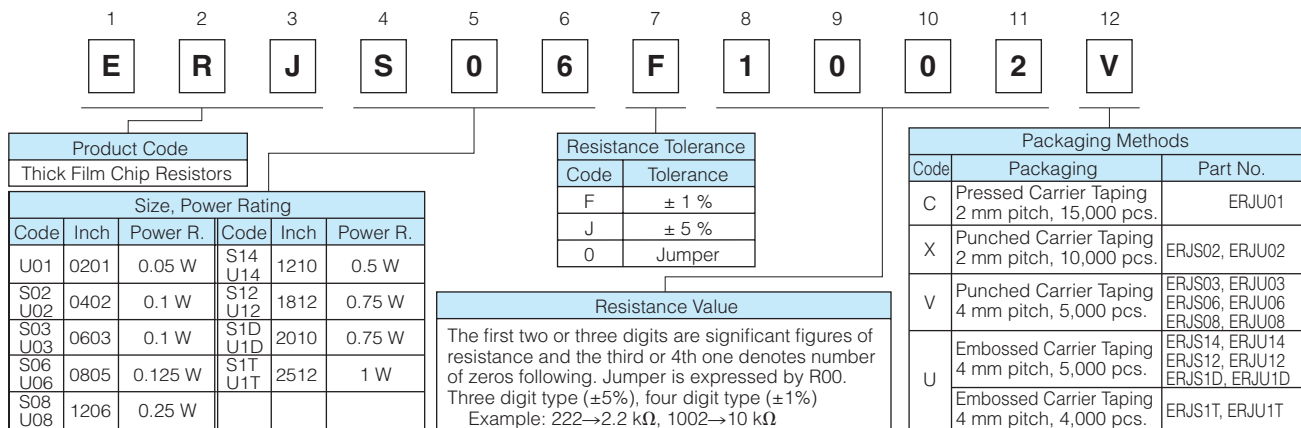 1 2 3 4 5 6 7 8 9 10 11 12
E R J S 0 6 F 1 0 0 2 V
Product Code
Thick Film Chip Resistors
Size, Power Rating
Code Inch Power R. Code Inch Power R.
U01 0201 0.05 W S14 U14 1210 0.5 W
S02 U02 0402 0.1 W S12 U12 1812 0.75 W
S03 U03 0603 0.1 W S1D U1D 2010 0.75 W
S06 U06 0805 0.125 W S1T U1T 2512 1 W
S08 U08 1206 0.25 W
Resistance Tolerance
Code Tolerance
F ± 1 %
J ± 5 %
0 Jumper
Resistance Value
The first two or three digits are significant figures of
resistance and the third or 4th one denotes number
of zeros following. Jumper is expressed by R00.
Three digit type (±5%), four digit type (±1%)
Example: 222→2.2 kΩ, 1002→10 kΩ
Packaging Methods
Code Packaging Part No.
C Pressed Carrier Taping
2 mm pitch, 15,000 pcs. ERJU01
X Punched Carrier Taping
2 mm pitch, 10,000 pcs. ERJS02, ERJU02
V Punched Carrier Taping
4 mm pitch, 5,000 pcs.
ERJS03, ERJU03
ERJS06, ERJU06
ERJS08, ERJU08
U Embossed Carrier Taping
4 mm pitch, 5,000 pcs.
ERJS14, ERJU14
ERJS12, ERJU12
ERJS1D, ERJU1D
Embossed Carrier Taping
4 mm pitch, 4,000 pcs. ERJS1T, ERJU1T